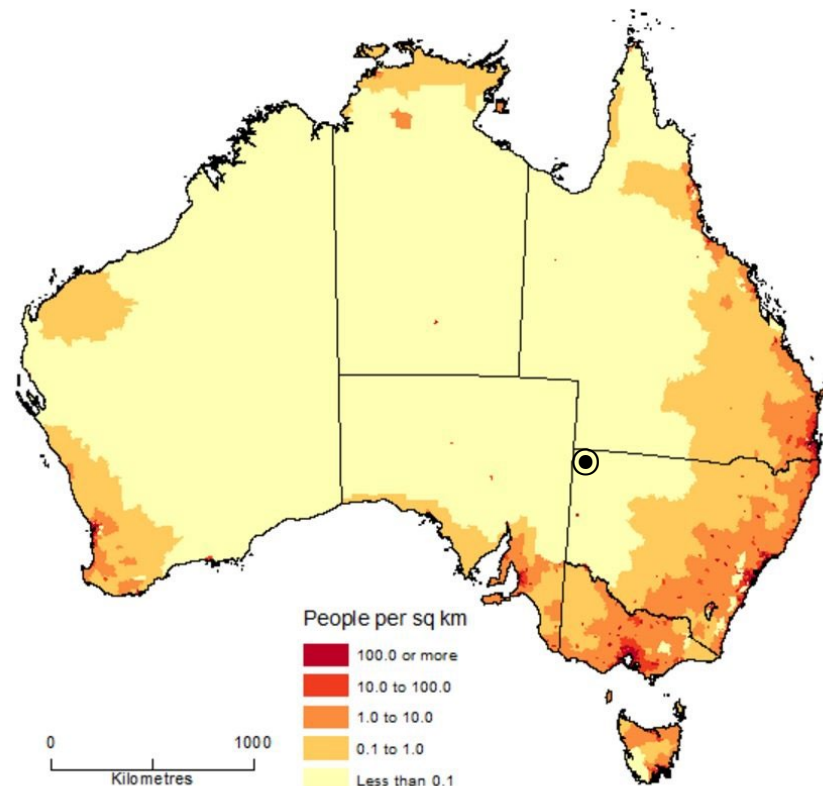 People per sq km
100.0 or more
10.0 to 100.0
1.0 to 10.0
0.1 to 1.0
Less than 0.1
0 1000
Kilometres